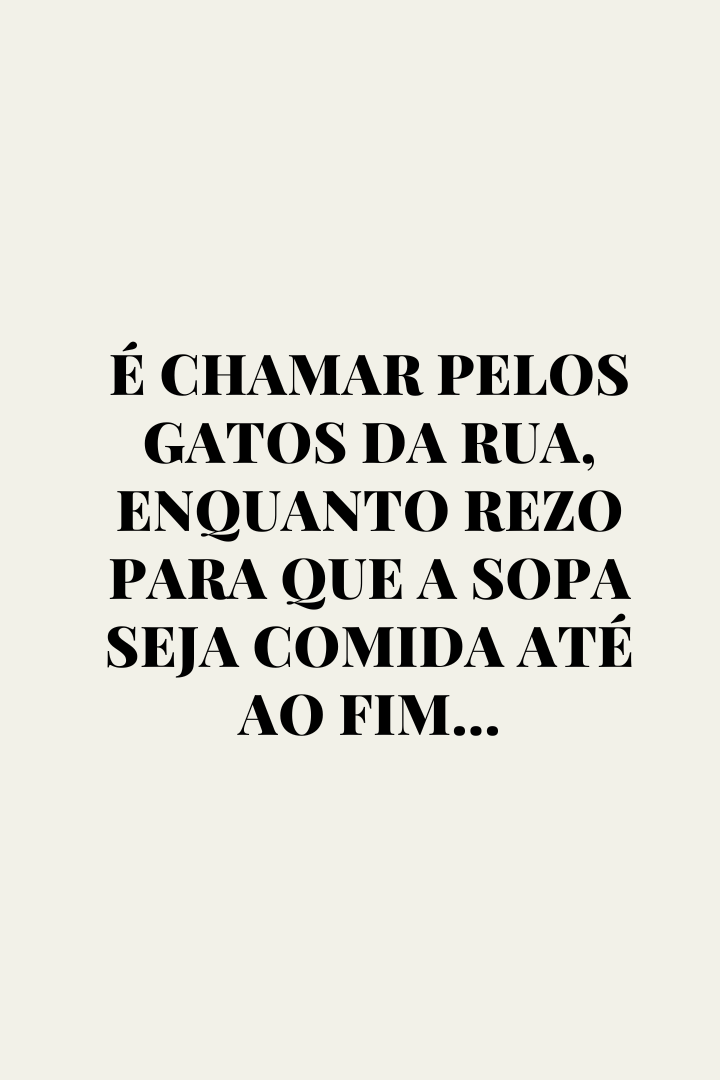 É CHAMAR PELOS
GATOS DA RUA,
ENQUANTO REZO
PARA QUE A SOPA
SEJA COMIDA ATÉ
AO FIM...